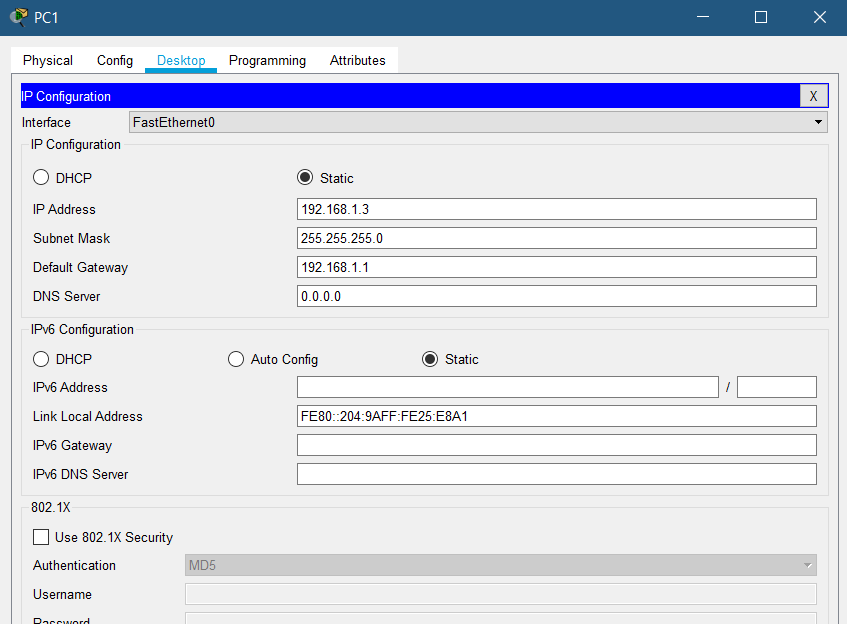 PC1
Physical Config Desktop Programming Attributes
IP Configuration X
Interface FastEthernet0
IP Configuration
DHCP Static
IP Address 192.168.1.3
Subnet Mask 255.255.255.0
Default Gateway 192.168.1.1
DNS Server 0.0.0.0
IPv6 Configuration
DHCP Auto Config Static
IPv6 Address /
Link Local Address FE80::204:9AFF:FE25:E8A1
IPv6 Gateway
IPv6 DNS Server
802.1X
Use 802.1X Security
Authentication MD5
Username
Password